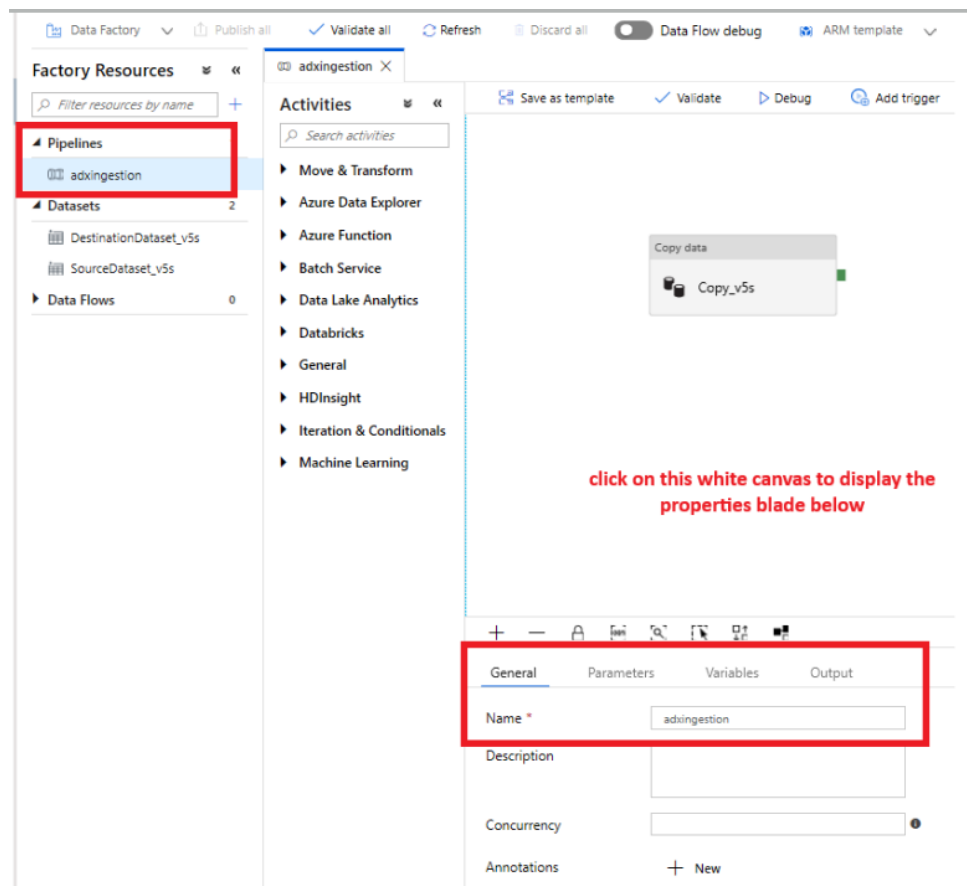 Data Factory
Publish all
Validate all
Refresh
Discard all
Data Flow debug
ARM template
Factory Resources
Filter resources by name
Pipelines
adxingestion
Datasets 2
DestinationDataset_v5s
SourceDataset_v5s
Data Flows 0
adxingestion
Activities
Search activities
Move & Transform
Azure Data Explorer
Azure Function
Batch Service
Data Lake Analytics
Databricks
General
HDInsight
Iteration & Conditionals
Machine Learning
Save as template
Validate
Debug
Add trigger
Copy data
Copy_v5s
click on this white canvas to display the
properties blade below
General
Parameters
Variables
Output
Name *
adxingestion
Description
Concurrency
Annotations
New